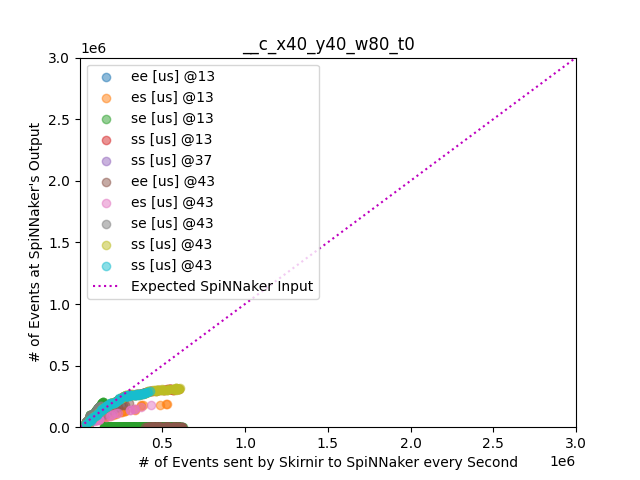 __c_x40_y40_w80_t0
1e6
3.0
2.5
2.0
1.5
1.0
0.5
0.0
# of Events at SpiNNaker's Output
ee [us] @13
es [us] @13
se [us] @13
ss [us] @13
ss [us] @37
ee [us] @43
es [us] @43
se [us] @43
ss [us] @43
ss [us] @43
Expected SpiNNaker Input
0.5
1.0
1.5
2.0
2.5
3.0
# of Events sent by Skirnir to SpiNNaker every Second
1e6